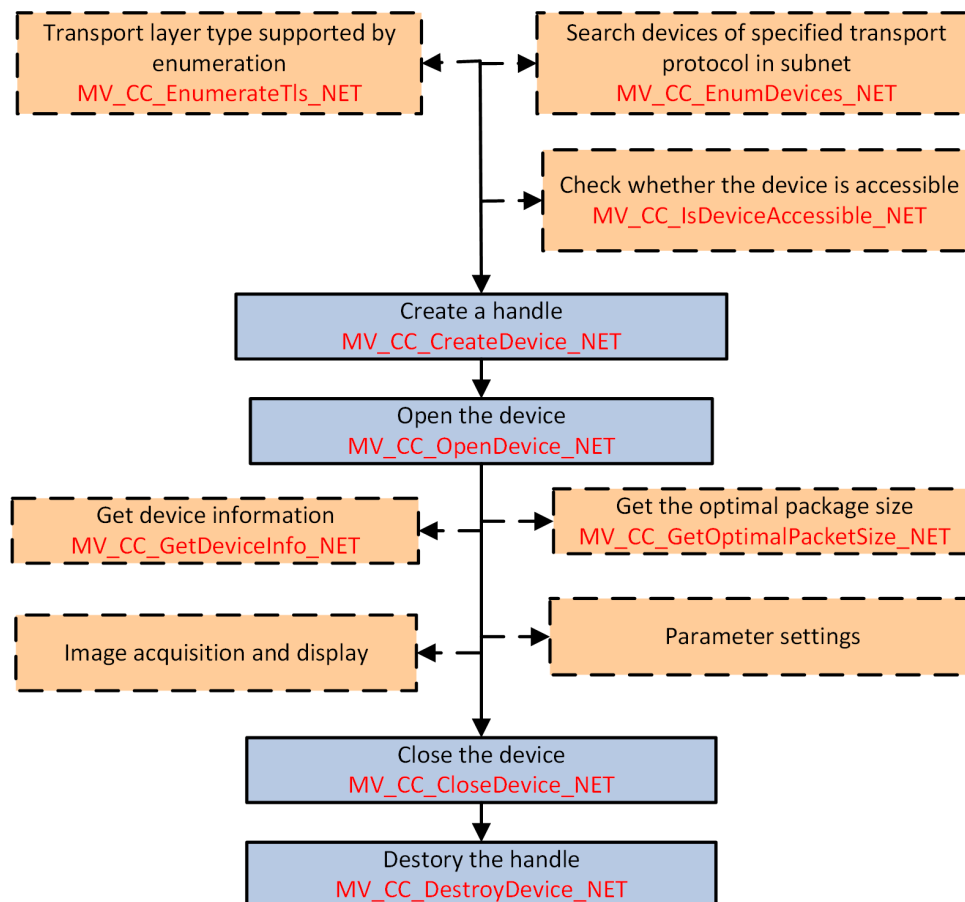 Transport layer type supported by
enumeration
MV_CC_EnumerateTls_NET
Search devices of specified transport
protocol in subnet
MV_CC_EnumDevices_NET
Check whether the device is accessible
MV_CC_IsDeviceAccessible_NET
Create a handle
MV_CC_CreateDevice_NET
Open the device
MV_CC_OpenDevice_NET
Get device information
MV_CC_GetDeviceInfo_NET
Get the optimal package size
MV_CC_GetOptimalPacketSize_NET
Image acquisition and display
Parameter settings
Close the device
MV_CC_CloseDevice_NET
Destory the handle
MV_CC_DestroyDevice_NET